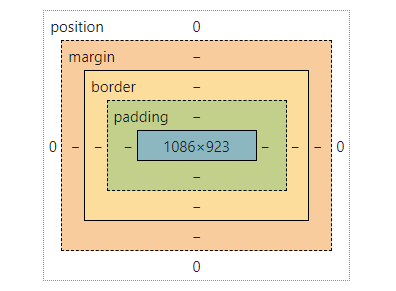 position 0
margin –
border –
padding –
0 – – – 1086×923 – – – 0
–
–
–
0